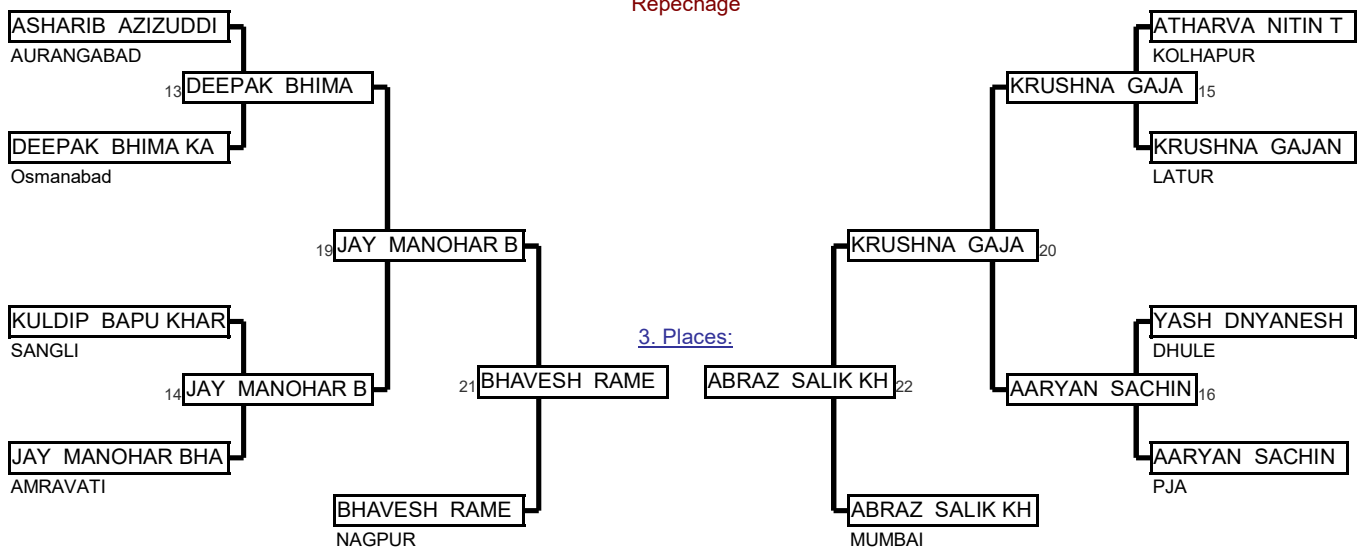 Repechage
ASHARIB AZIZUDDI
AURANGABAD
13 DEEPAK BHIMA
DEEPAK BHIMA KA
Osmanabad
19 JAY MANOHAR B
KULDIP BAPU KHAR
SANGLI
14 JAY MANOHAR B
JAY MANOHAR BHA
AMRAVATI
3. Places:
21 BHAVESH RAME
BHAVESH RAME
NAGPUR
ATHARVA NITIN T
KOLHAPUR
KRUSHNA GAJA 15
KRUSHNA GAJAN
LATUR
KRUSHNA GAJA 20
YASH DNYANESH
DHULE
AARYAN SACHIN 16
AARYAN SACHIN
PJA
ABRAZ SALIK KH 22
ABRAZ SALIK KH
MUMBAI